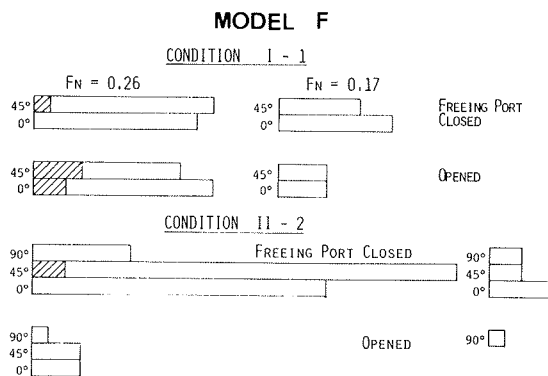 MODEL F
CONDITION I - 1
FN = 0.26 FN = 0.17
45° 45° FREEING PORT
0° 0° CLOSED
45° 45° OPENED
0° 0°
CONDITION II - 2
90° FREEING PORT CLOSED 90°
45° 45°
0° 0°
90° OPENED 90°
45°
0°